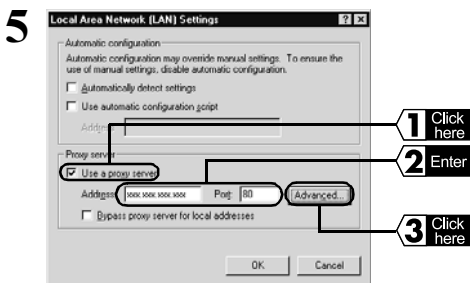 5
Local Area Network (LAN) Settings
Automatic configuration
Automatic configuration may override manual settings. To ensure the
use of manual settings, disable automatic configuration.
Automatically detect settings
Use automatic configuration script
Address
Proxy server
1 Click here
Use a proxy server
2 Enter
Address: xxx.xxx.xxx.xxx Port: 80 Advanced...
Bypass proxy server for local addresses
3 Click here
OK Cancel